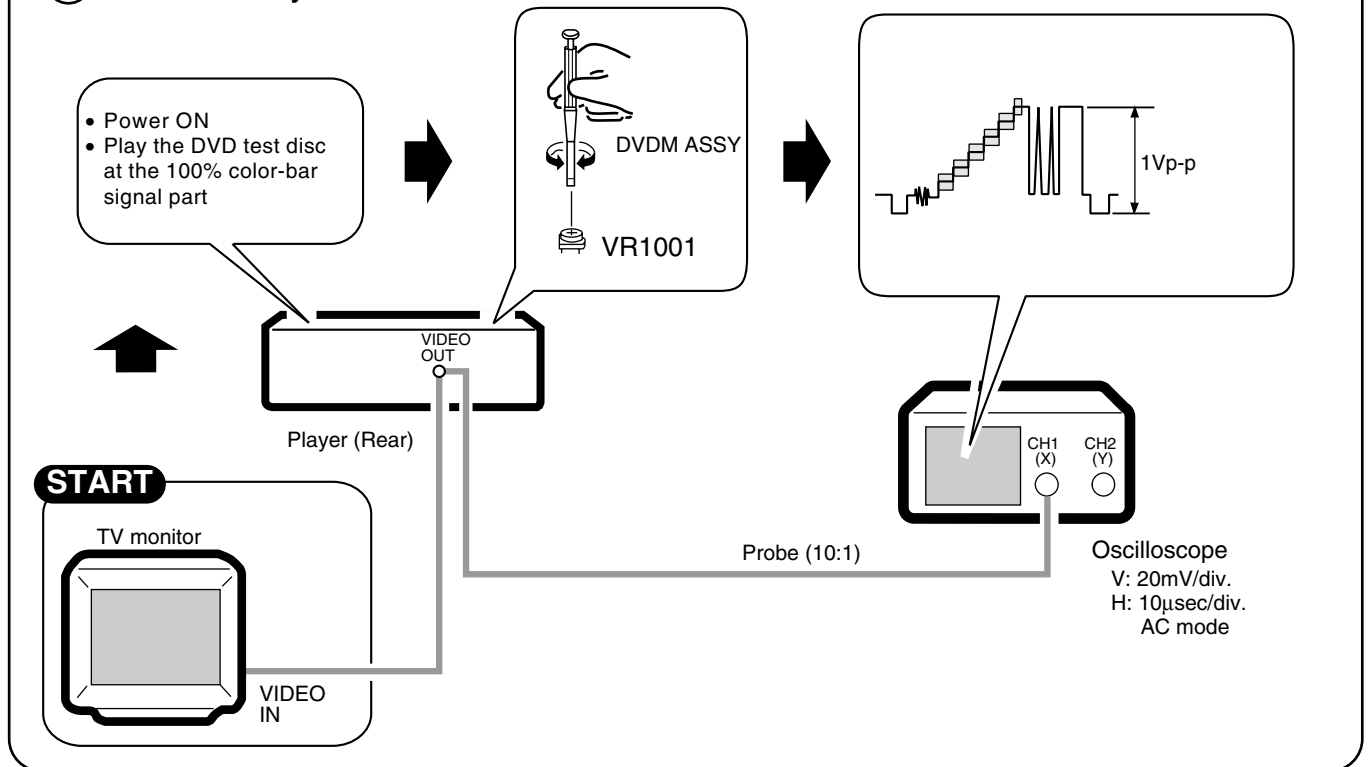 • Power ON
• Play the DVD test disc
at the 100% color-bar
signal part
DVDM ASSY
VR1001
1Vp-p
VIDEO
OUT
Player (Rear)
CH1
(X)
CH2
(Y)
START
TV monitor
VIDEO
IN
Probe (10:1)
Oscilloscope
V: 20mV/div.
H: 10µsec/div.
AC mode